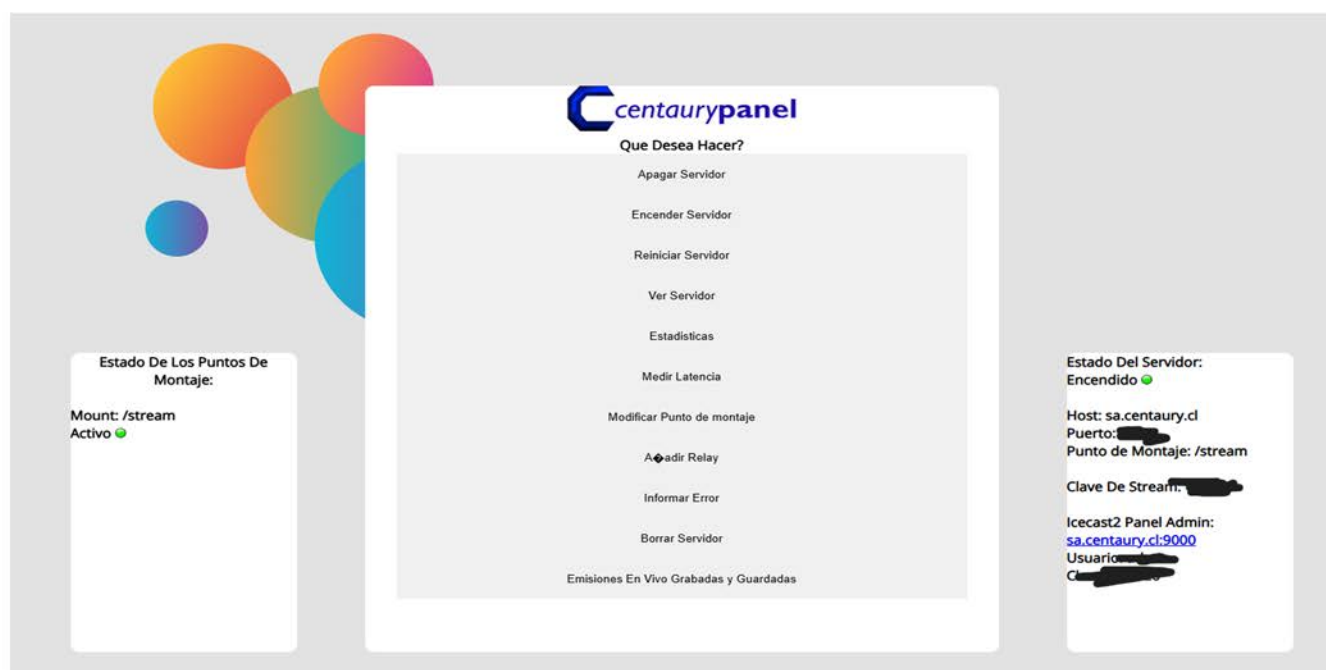 centaurypanel
Que Desea Hacer?
Apagar Servidor
Encender Servidor
Reiniciar Servidor
Ver Servidor
Estadisticas
Medir Latencia
Modificar Punto de montaje
A�adir Relay
Informar Error
Borrar Servidor
Emisiones En Vivo Grabadas y Guardadas
Estado De Los Puntos De
Montaje:
Mount: /stream
Activo
Estado Del Servidor:
Encendido
Host: sa.centaury.cl
Puerto:
Punto de Montaje: /stream
Clave De Stream:
Icecast2 Panel Admin:
sa.centaury.cl:9000
Usuario